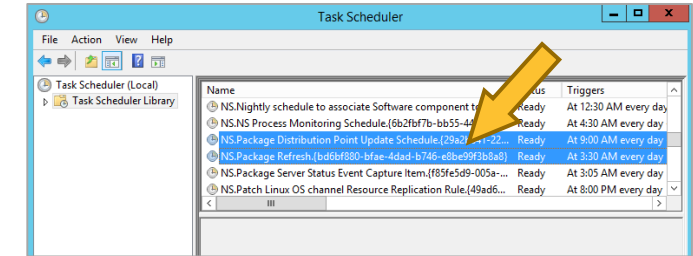 Task Scheduler
File Action View Help
Task Scheduler (Local)
Task Scheduler Library
Name Triggers
NS.Nightly schedule to associate Software component to Ready At 12:30 AM every day
NS.NS Process Monitoring Schedule.{6b2fbf7b-bb55-44 Ready At 4:30 AM every day
NS.Package Distribution Point Update Schedule.{29a2 -22... Ready At 9:00 AM every day
NS.Package Refresh.{bd6bf880-bfae-4dad-b746-e8be99f3b8a8} Ready At 3:30 AM every day
NS.Package Server Status Event Capture Item.{f85fe5d9-005a-... Ready At 3:05 AM every day
NS.Patch Linux OS channel Resource Replication Rule.{49ad6... Ready At 8:00 PM every day